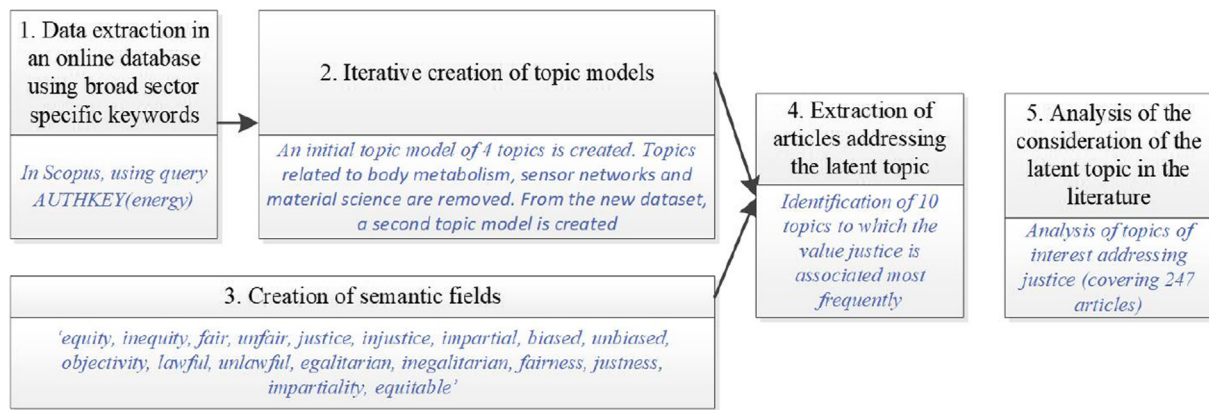 1. Data extraction in
an online database
using broad sector
specific keywords
In Scopus, using query
AUTHKEY(energy)
2. Iterative creation of topic models
An initial topic model of 4 topics is created. Topics
related to body metabolism, sensor networks and
material science are removed. From the new dataset,
a second topic model is created
3. Creation of semantic fields
‘equity, inequity, fair, unfair, justice, injustice, impartial, biased, unbiased,
objectivity, lawful, unlawful, egalitarian, inegalitarian, fairness, justness,
impartiality, equitable’
4. Extraction of
articles addressing
the latent topic
Identification of 10
topics to which the
value justice is
associated most
frequently
5. Analysis of the
consideration of the
latent topic in the
literature
Analysis of topics of
interest addressing
justice (covering 247
articles)